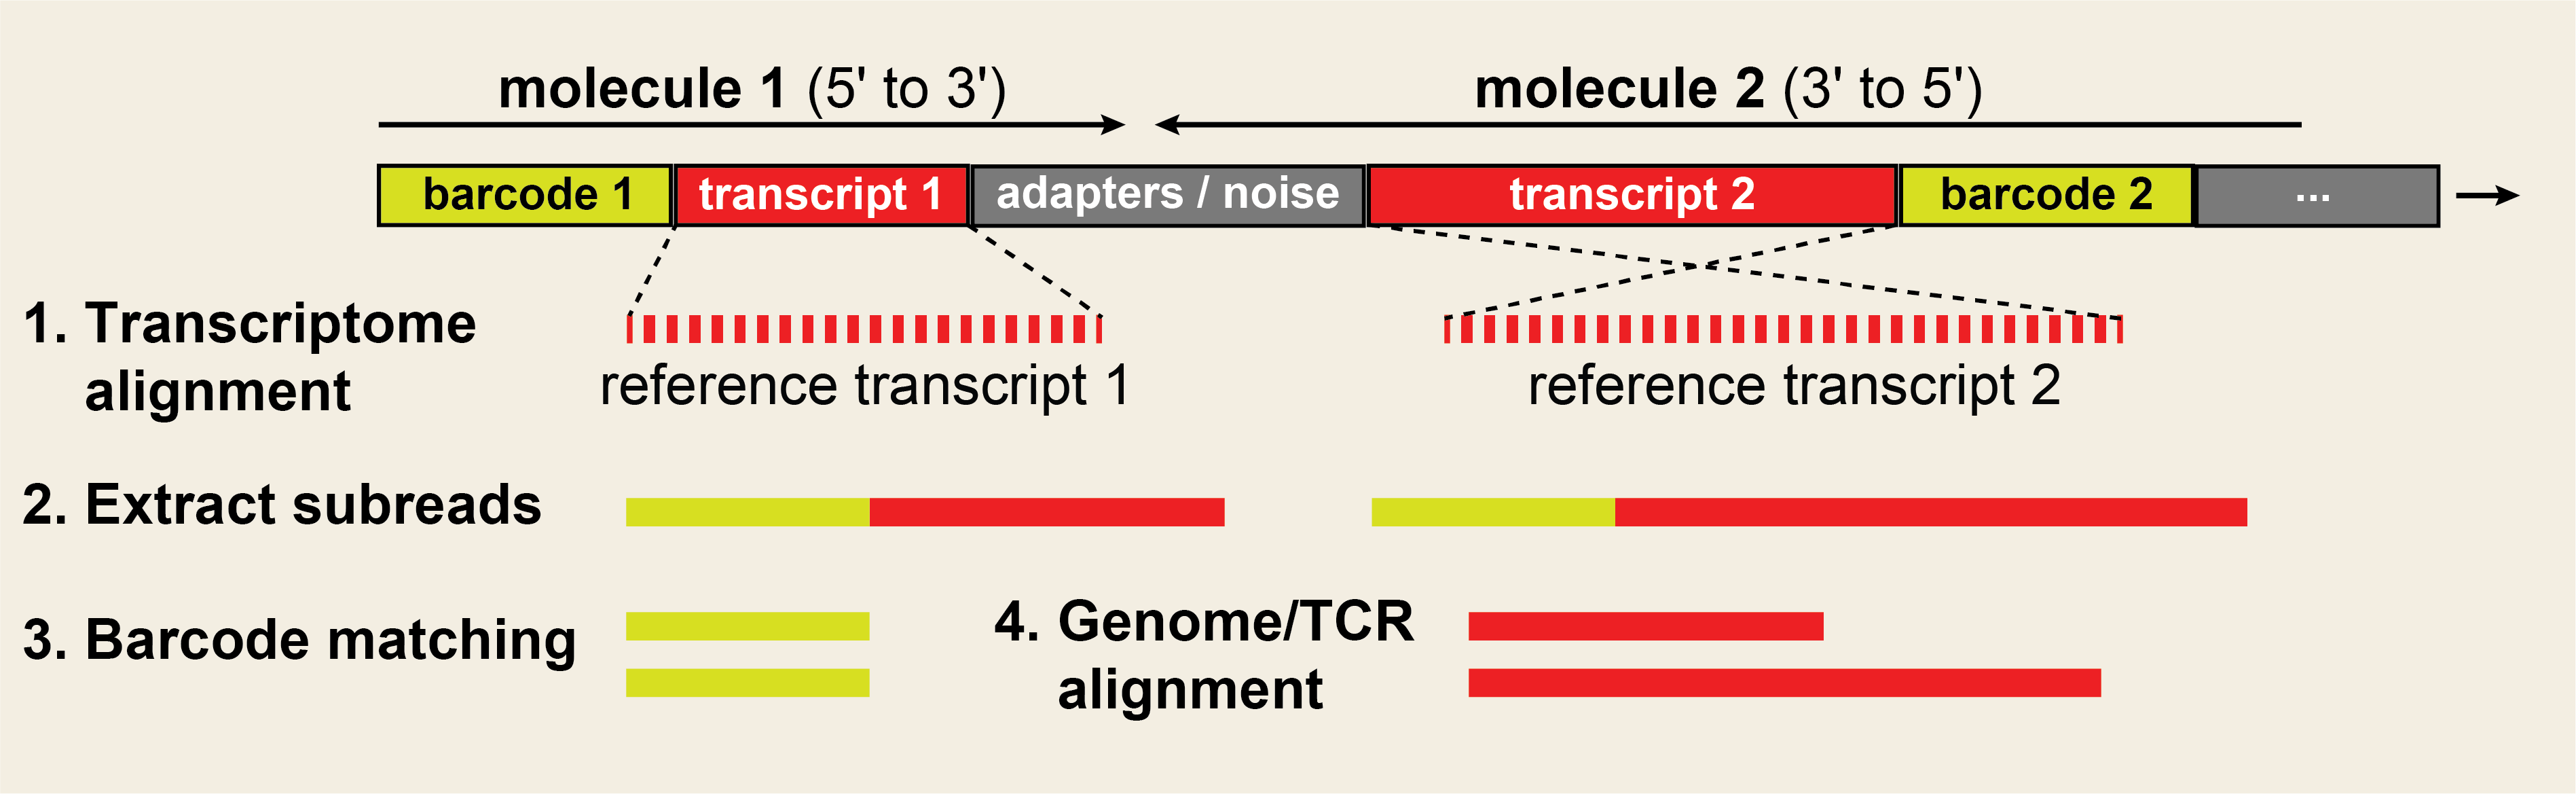 molecule 1 (5' to 3')
molecule 2 (3' to 5')
barcode 1
transcript 1
adapters / noise
transcript 2
barcode 2
...
1. Transcriptome
alignment
reference transcript 1
reference transcript 2
2. Extract subreads
3. Barcode matching
4. Genome/TCR
alignment